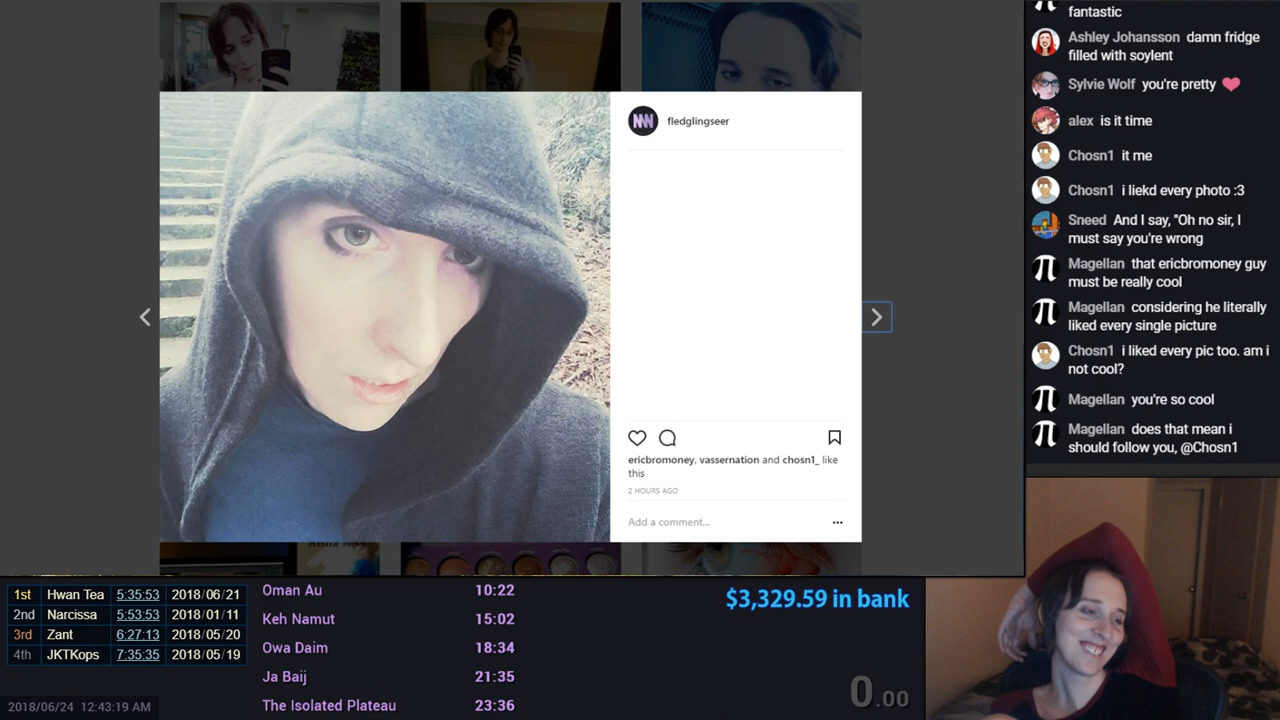 fledglingseer
ericbromoney, vassernation and chosn1_ like
this
2 HOURS AGO
Add a comment...
fantastic
Ashley Johansson damn fridge
filled with soylent
Sylvie Wolf you're pretty
alex is it time
Chosn1 it me
Chosn1 i liekd every photo :3
Sneed And I say, "Oh no sir, I
must say you're wrong
Magellan that ericbromoney guy
must be really cool
Magellan considering he literally
liked every single picture
Chosn1 i liked every pic too. am i
not cool?
Magellan you're so cool
Magellan does that mean i
should follow you, @Chosn1
1st Hwan Tea 5:35:53 2018/06/21
2nd Narcissa 5:53:53 2018/01/11
3rd Zant 6:27:13 2018/05/20
4th JKTKops 7:35:35 2018/05/19
2018/06/24 12:43:19 AM
Oman Au 10:22
Keh Namut 15:02
Owa Daim 18:34
Ja Baij 21:35
The Isolated Plateau 23:36
$3,329.59 in bank
0.00